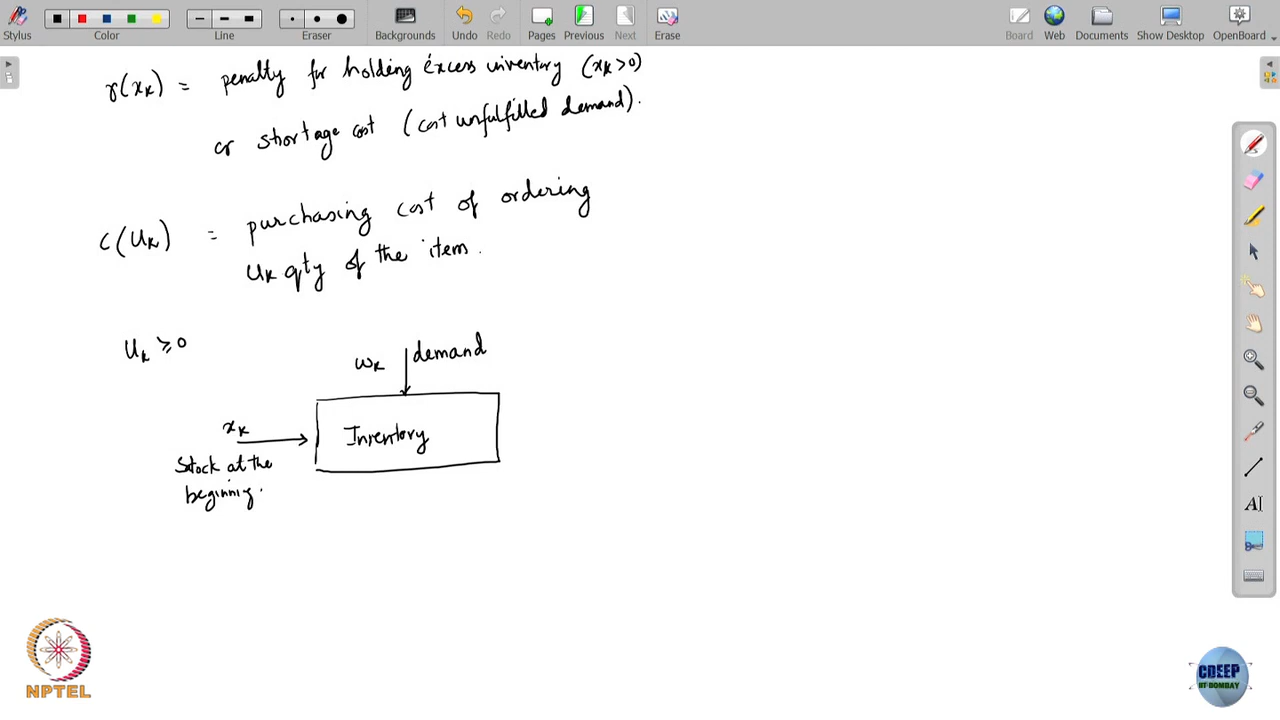 Stylus
Color
Line
Eraser
Backgrounds
Undo
Redo
Pages
Previous
Next
Erase
Board
Web
Documents
Show Desktop
OpenBoard
γ(xₖ) = penalty for holding excess inventory (xₖ>0)
or shortage cost (cost unfulfilled demand).
c(uₖ) = purchasing cost of ordering
uₖ qty of the item.
uₖ ≥ 0
wₖ demand
xₖ
Inventory
Stock at the
beginning.
AI
NPTEL
CDEEP
IIT BOMBAY